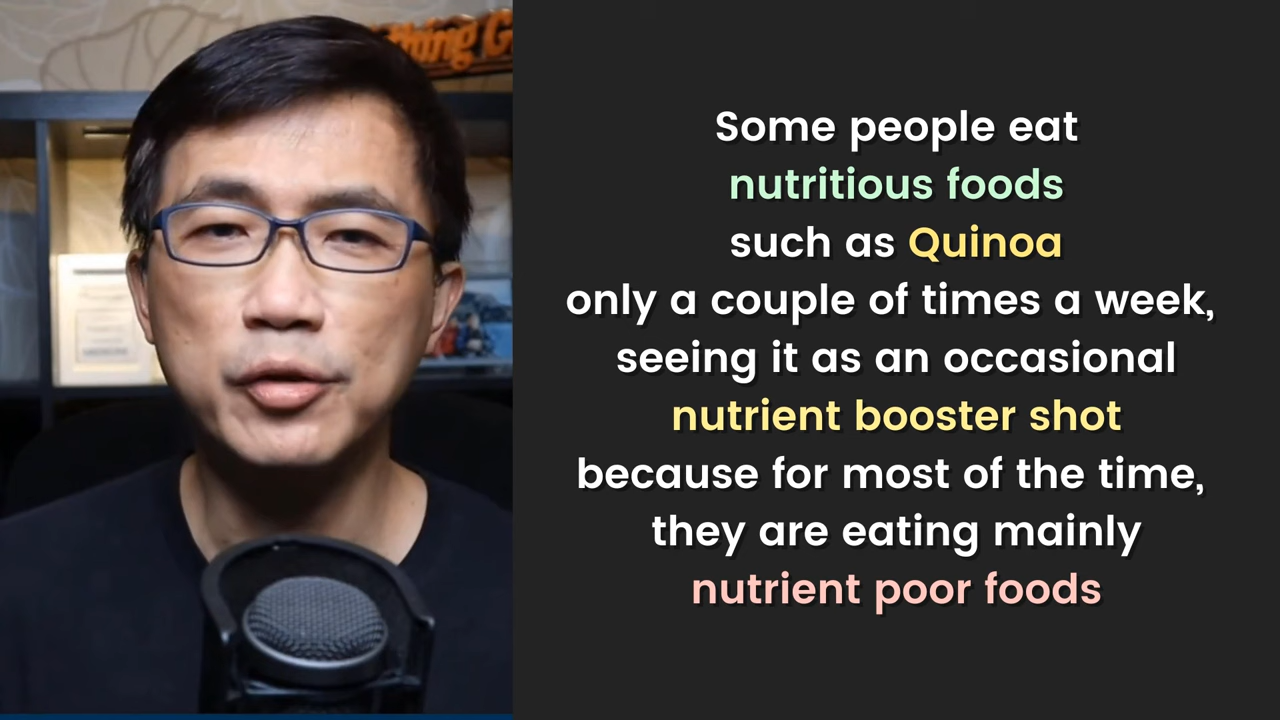 Some people eat
nutritious foods
such as Quinoa
only a couple of times a week,
seeing it as an occasional
nutrient booster shot
because for most of the time,
they are eating mainly
nutrient poor foods